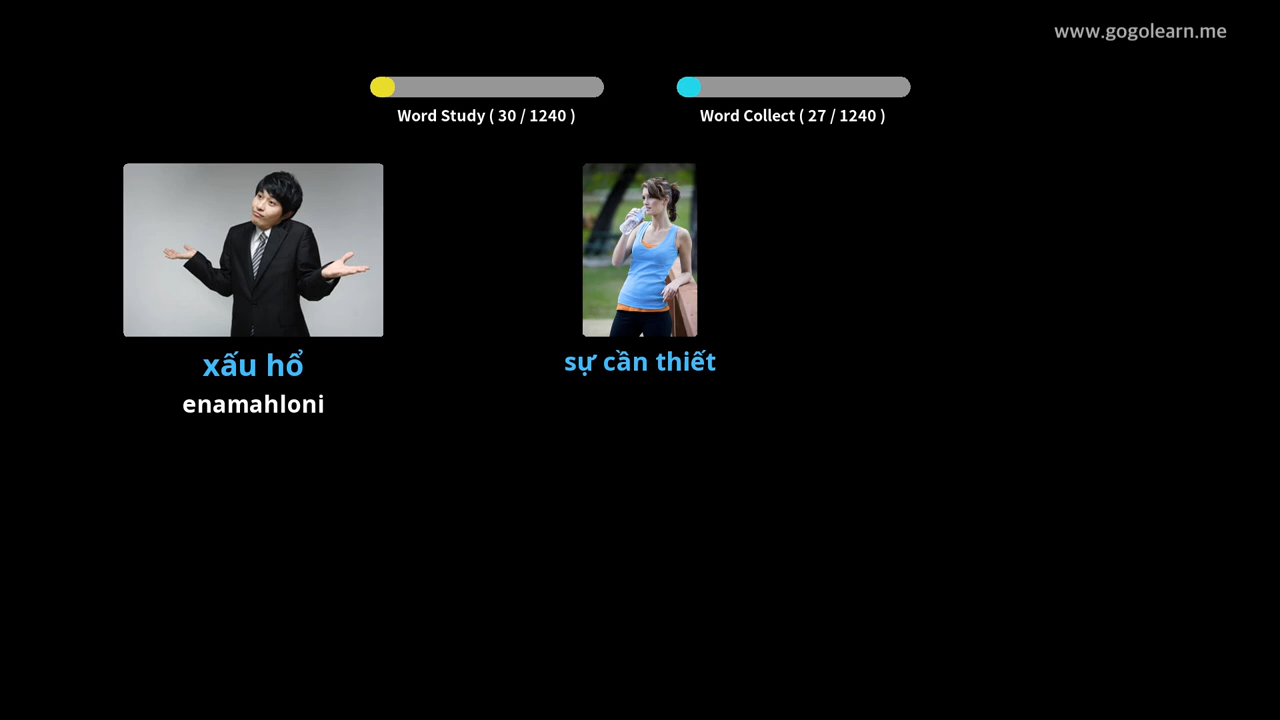 www.gogolearn.me
Word Study ( 30 / 1240 )
Word Collect ( 27 / 1240 )
xấu hổ
enamahloni
sự cần thiết